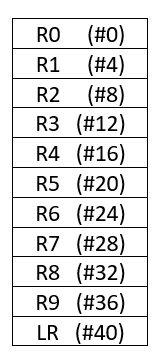 R0 (#0)
R1 (#4)
R2 (#8)
R3 (#12)
R4 (#16)
R5 (#20)
R6 (#24)
R7 (#28)
R8 (#32)
R9 (#36)
LR (#40)